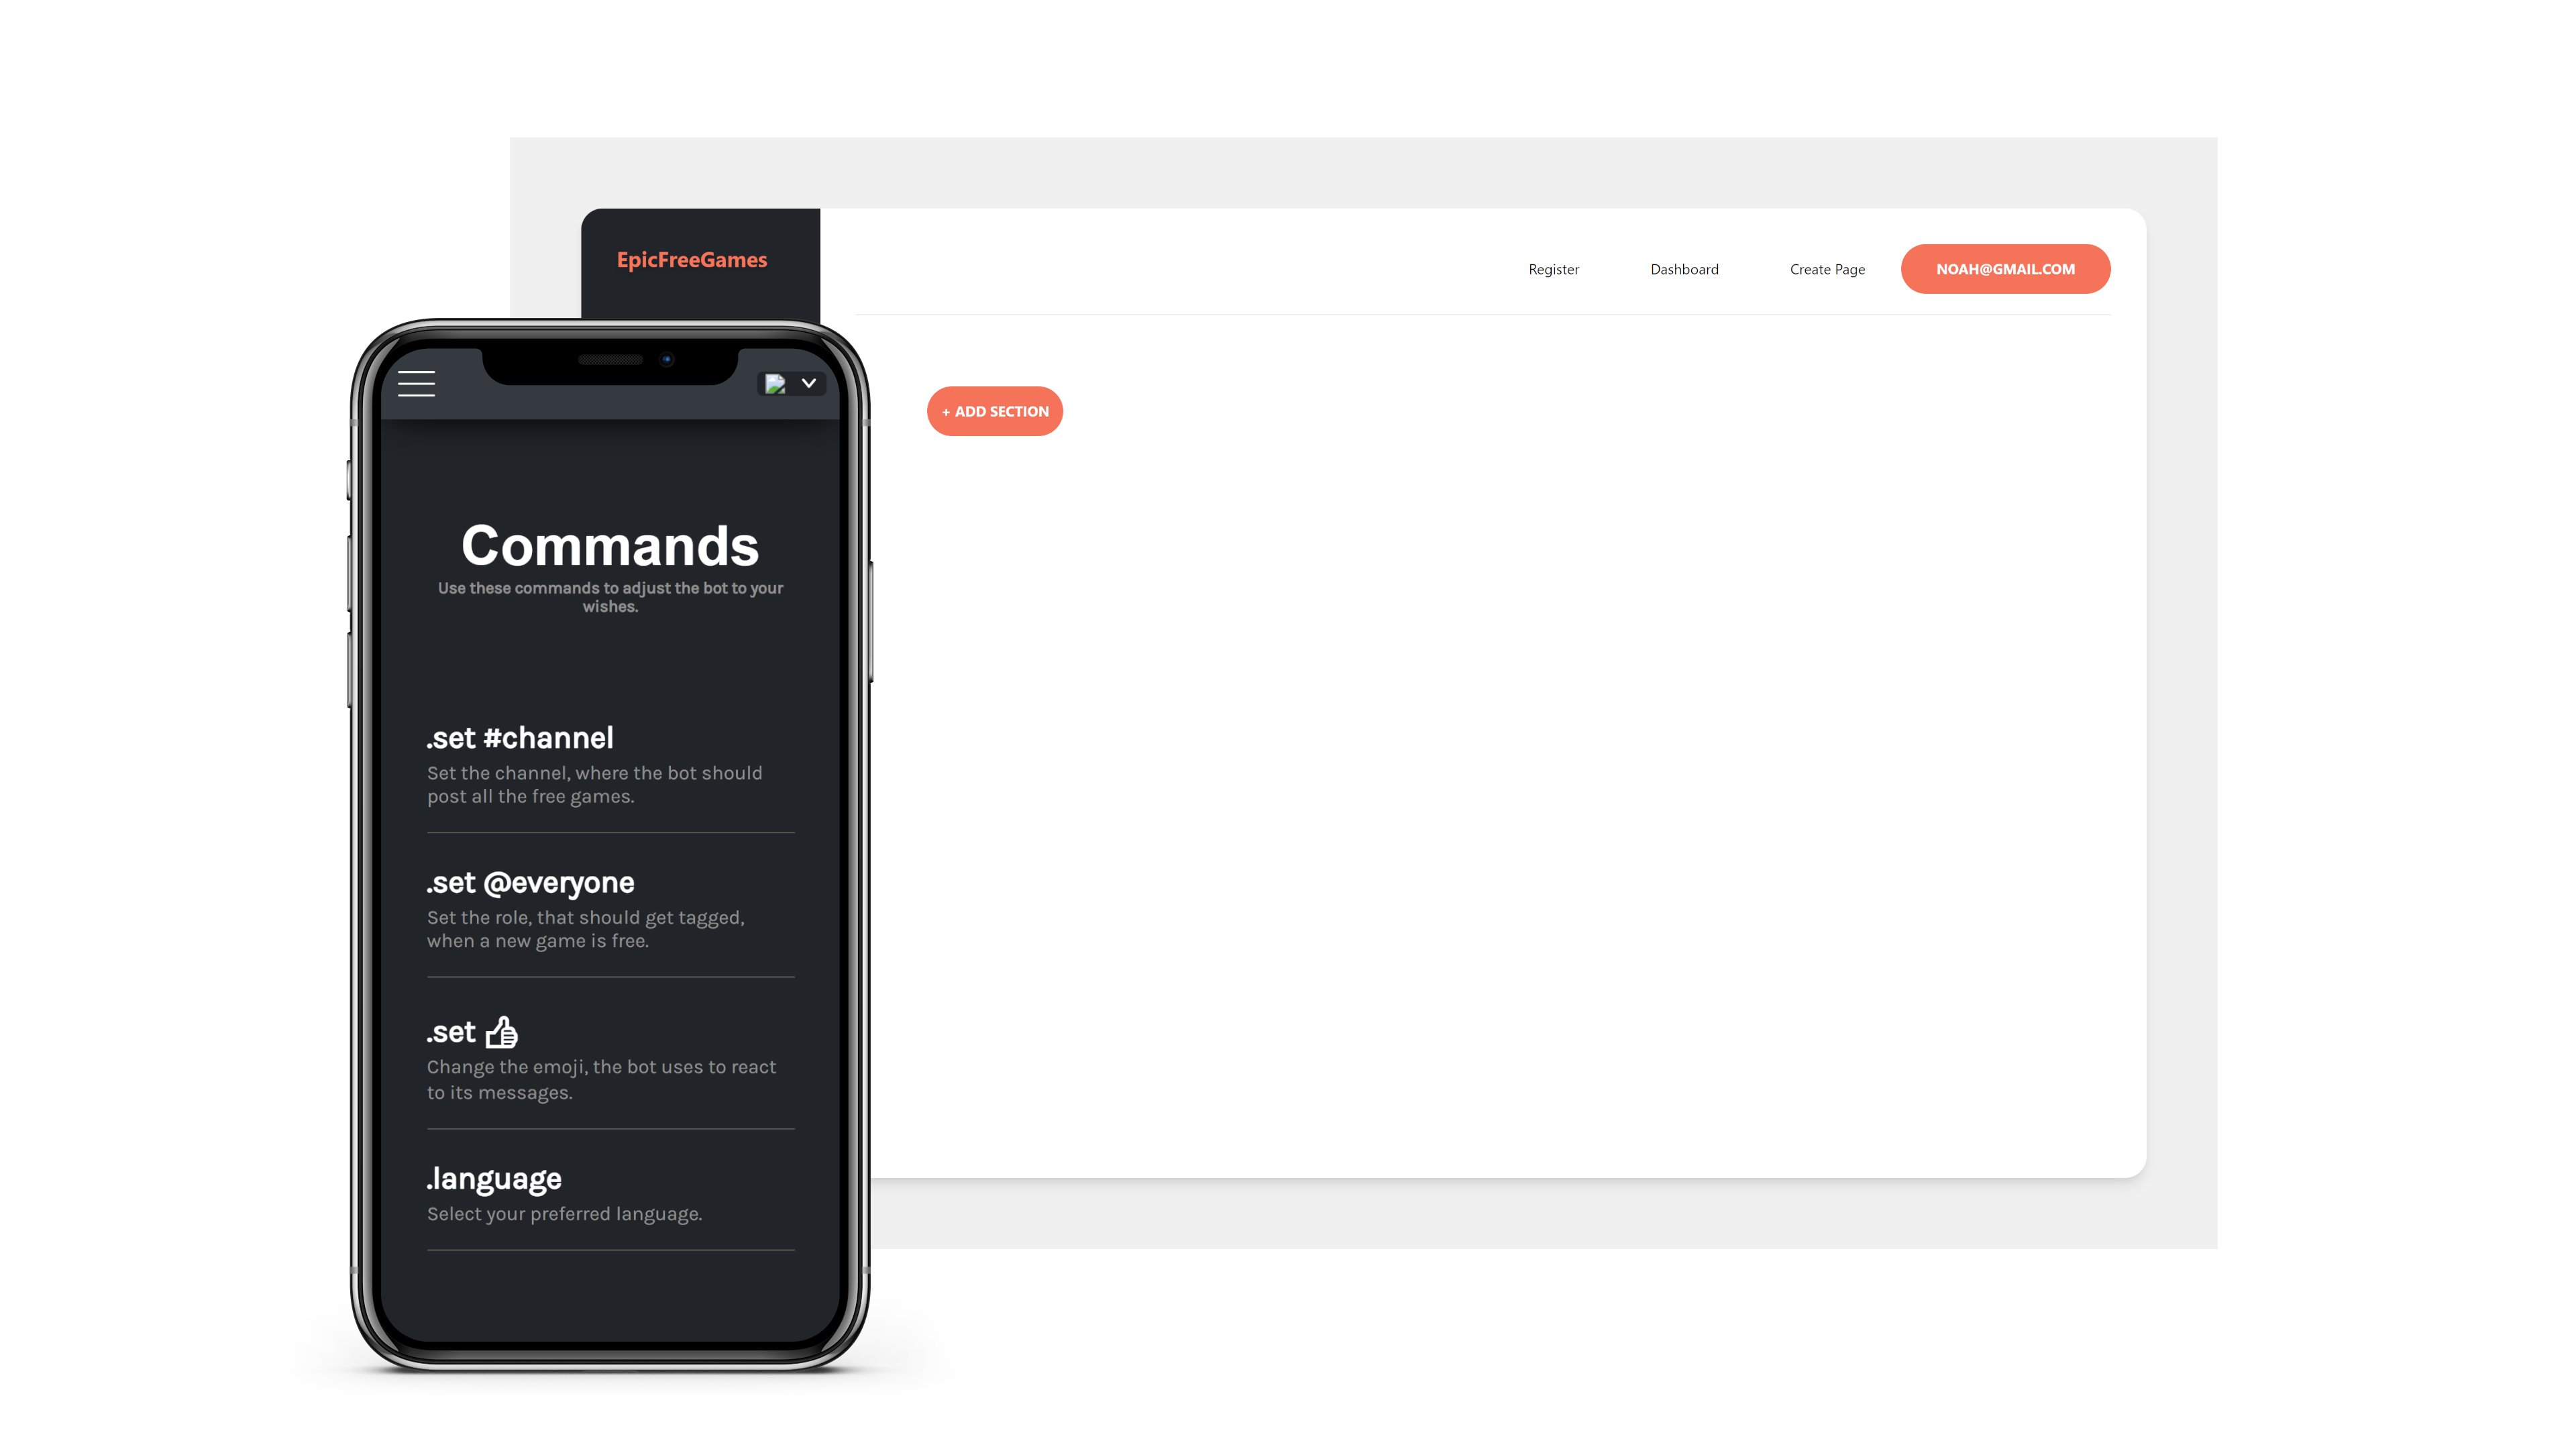 EpicFreeGames
Register
Dashboard
Create Page
NOAH@GMAIL.COM
+ ADD SECTION
Commands
Use these commands to adjust the bot to your
wishes.
.set #channel
Set the channel, where the bot should
post all the free games.
.set @everyone
Set the role, that should get tagged,
when a new game is free.
.set 👍
Change the emoji, the bot uses to react
to its messages.
.language
Select your preferred language.